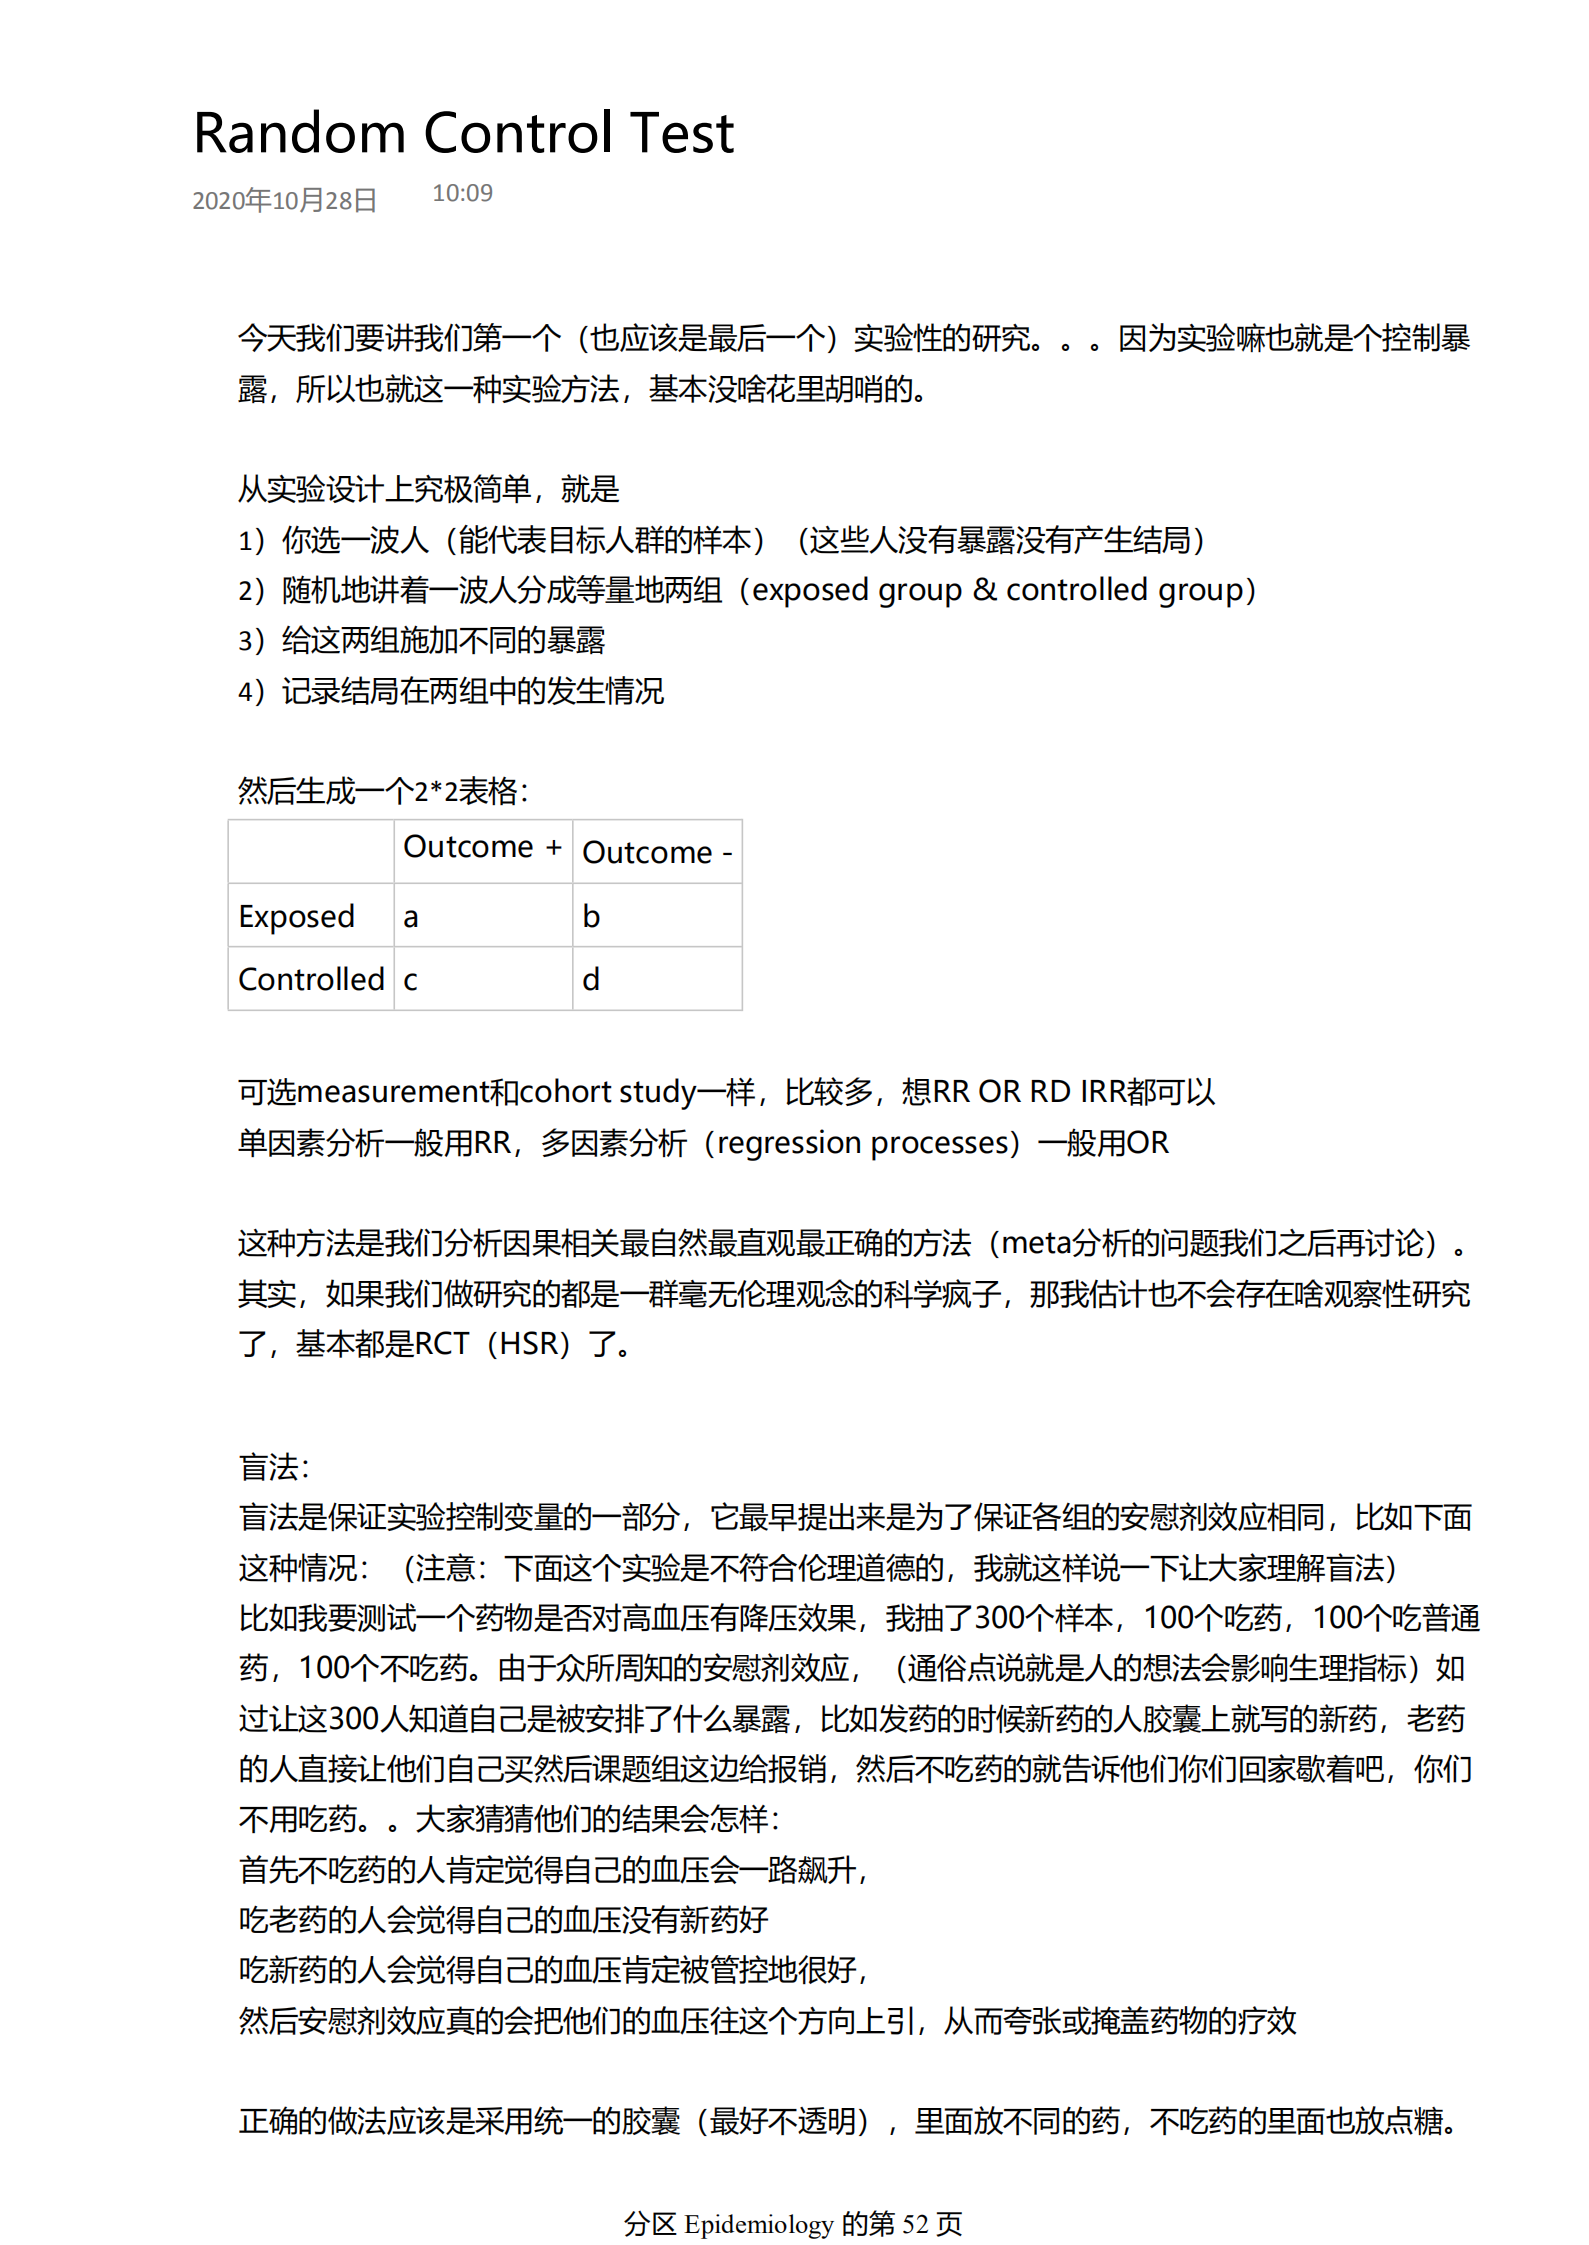 Random Control Test
2020年10月28日 10:09
今天我们要讲我们第一个（也应该是最后一个）实验性的研究。。。因为实验嘛也就是个控制暴
露，所以也就这一种实验方法，基本没啥花里胡哨的。
从实验设计上究极简单，就是
1）你选一波人（能代表目标人群的样本）（这些人没有暴露没有产生结局）
2）随机地讲着一波人分成等量地两组（exposed group & controlled group）
3）给这两组施加不同的暴露
4）记录结局在两组中的发生情况
然后生成一个2*2表格：
Outcome + Outcome -
Exposed a b
Controlled c d
可选measurement和cohort study一样，比较多，想RR OR RD IRR都可以
单因素分析一般用RR，多因素分析（regression processes）一般用OR
这种方法是我们分析因果相关最自然最直观最正确的方法（meta分析的问题我们之后再讨论）。
其实，如果我们做研究的都是一群毫无伦理观念的科学疯子，那我估计也不会存在啥观察性研究
了，基本都是RCT（HSR）了。
盲法：
盲法是保证实验控制变量的一部分，它最早提出来是为了保证各组的安慰剂效应相同，比如下面
这种情况：（注意：下面这个实验是不符合伦理道德的，我就这样说一下让大家理解盲法）
比如我要测试一个药物是否对高血压有降压效果，我抽了300个样本，100个吃药，100个吃普通
药，100个不吃药。由于众所周知的安慰剂效应，（通俗点说就是人的想法会影响生理指标）如
过让这300人知道自己是被安排了什么暴露，比如发药的时候新药的人胶囊上就写的新药，老药
的人直接让他们自己买然后课题组这边给报销，然后不吃药的就告诉他们你们回家歇着吧，你们
不用吃药。。大家猜猜他们的结果会怎样：
首先不吃药的人肯定觉得自己的血压会一路飙升，
吃老药的人会觉得自己的血压没有新药好
吃新药的人会觉得自己的血压肯定被管控地很好，
然后安慰剂效应真的会把他们的血压往这个方向上引，从而夸张或掩盖药物的疗效
正确的做法应该是采用统一的胶囊（最好不透明），里面放不同的药，不吃药的里面也放点糖。
分区 Epidemiology 的第 52 页